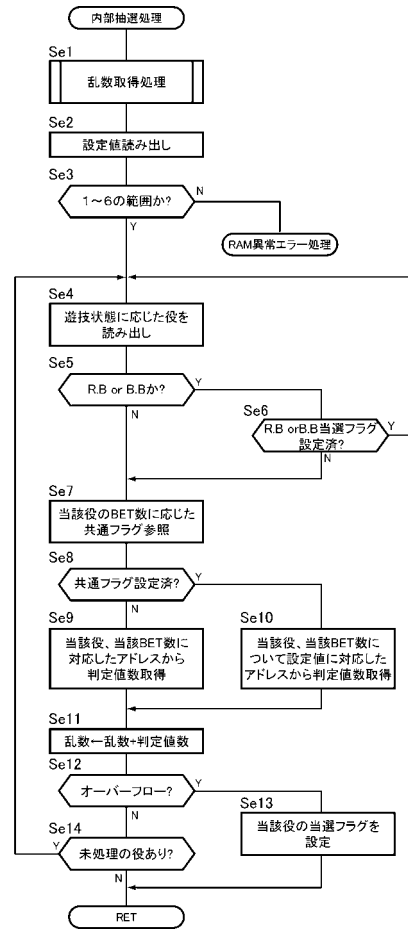 内部抽選処理
Se1
乱数取得処理
Se2
設定値読み出し
Se3
1～6の範囲か?
N
Y
RAM異常エラー処理
Se4
遊技状態に応じた役を
読み出し
Se5
R.B or B.Bか?
Y
N
Se6
R.B orB.B当選フラグ
設定済?
Y
N
Se7
当該役のBET数に応じた
共通フラグ参照
Se8
共通フラグ設定済?
Y
N
Se9
当該役、当該BET数に
対応したアドレスから
判定値数取得
Se10
当該役、当該BET数に
ついて設定値に対応した
アドレスから判定値数取得
Se11
乱数←乱数+判定値数
Se12
オーバーフロー?
Y
N
Se13
当該役の当選フラグを
設定
Se14
未処理の役あり?
Y
N
RET